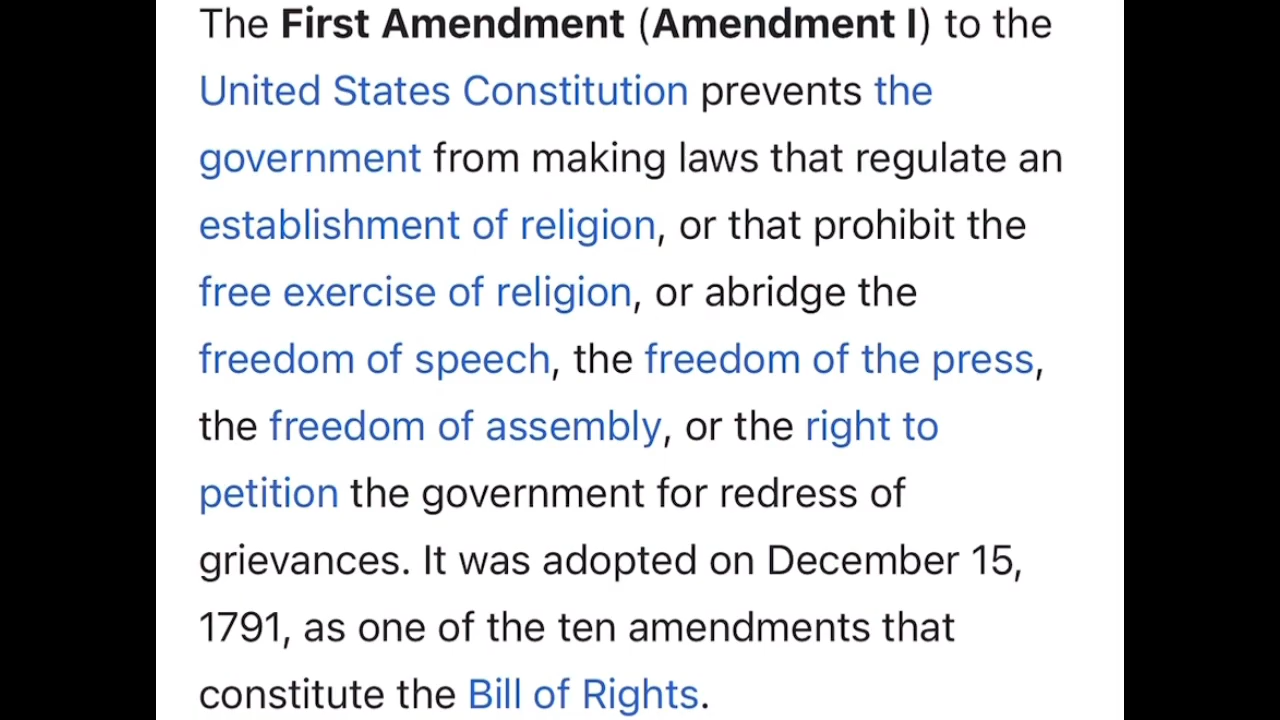 The First Amendment (Amendment I) to the
United States Constitution prevents the
government from making laws that regulate an
establishment of religion, or that prohibit the
free exercise of religion, or abridge the
freedom of speech, the freedom of the press,
the freedom of assembly, or the right to
petition the government for redress of
grievances. It was adopted on December 15,
1791, as one of the ten amendments that
constitute the Bill of Rights.